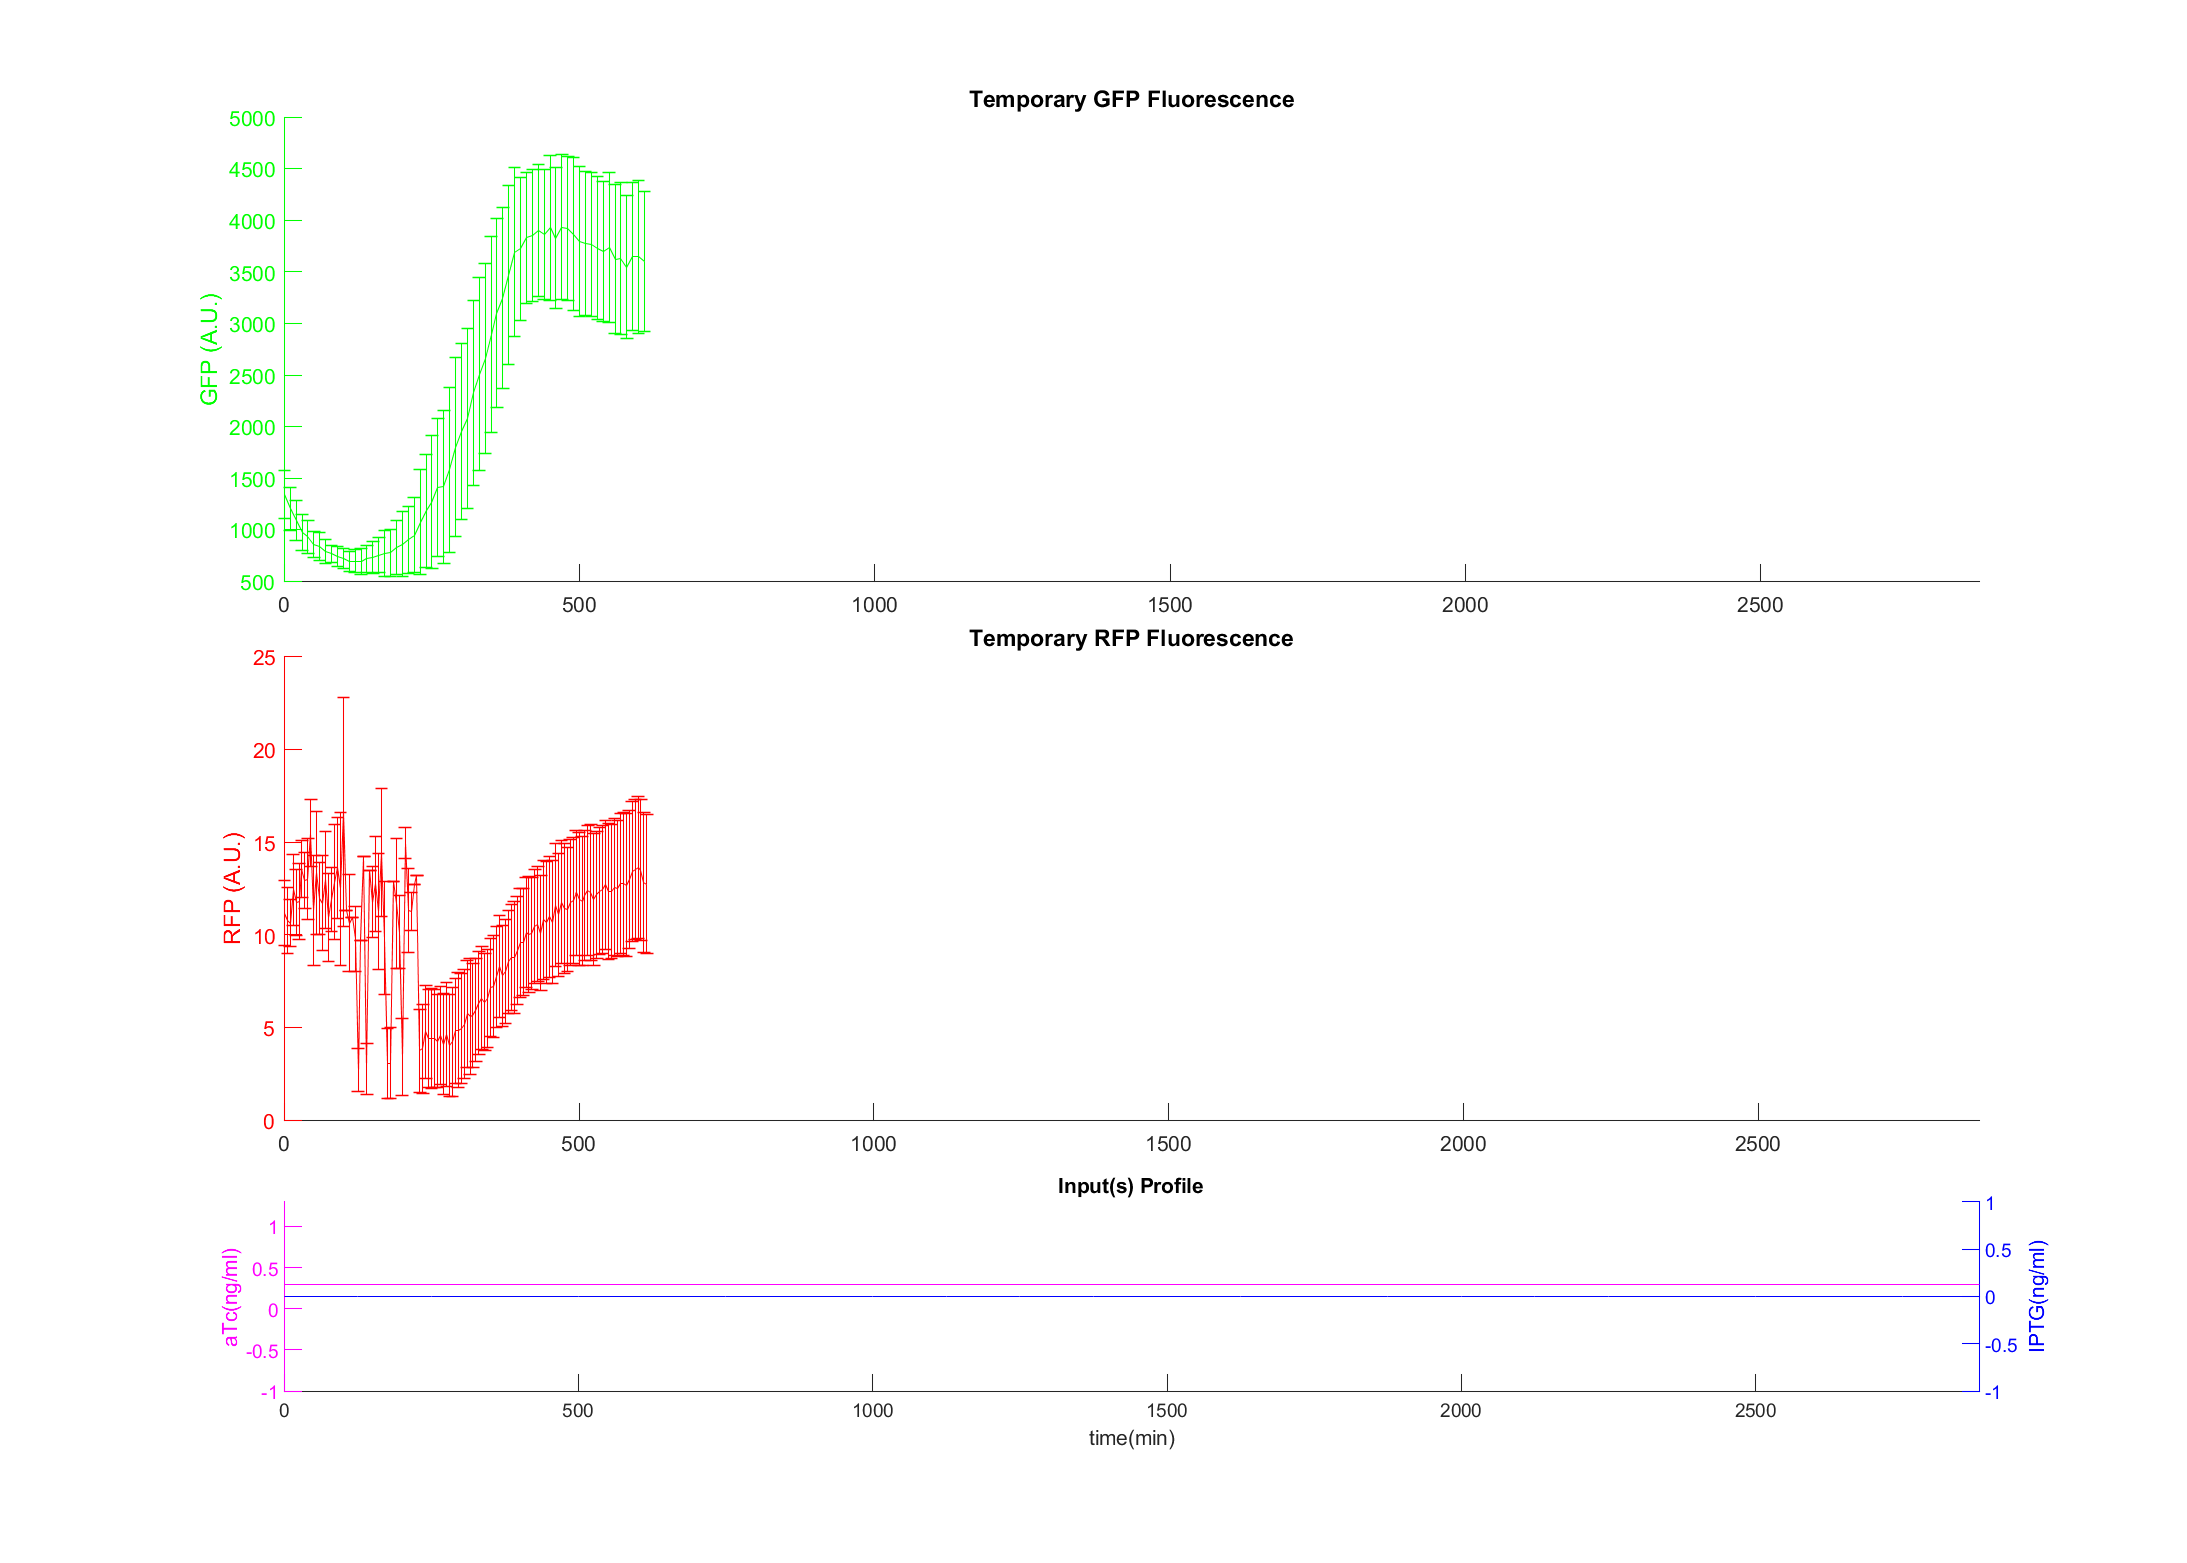 Temporary GFP Fluorescence
GFP (A.U.)
5000
4500
4000
3500
3000
2500
2000
1500
1000
500
0 500 1000 1500 2000 2500
Temporary RFP Fluorescence
RFP (A.U.)
25
20
15
10
5
0
0 500 1000 1500 2000 2500
Input(s) Profile
aTc(ng/ml)
1
0.5
0
-0.5
-1
1
0.5
0
-0.5
-1
IPTG(ng/ml)
0 500 1000 1500 2000 2500
time(min)